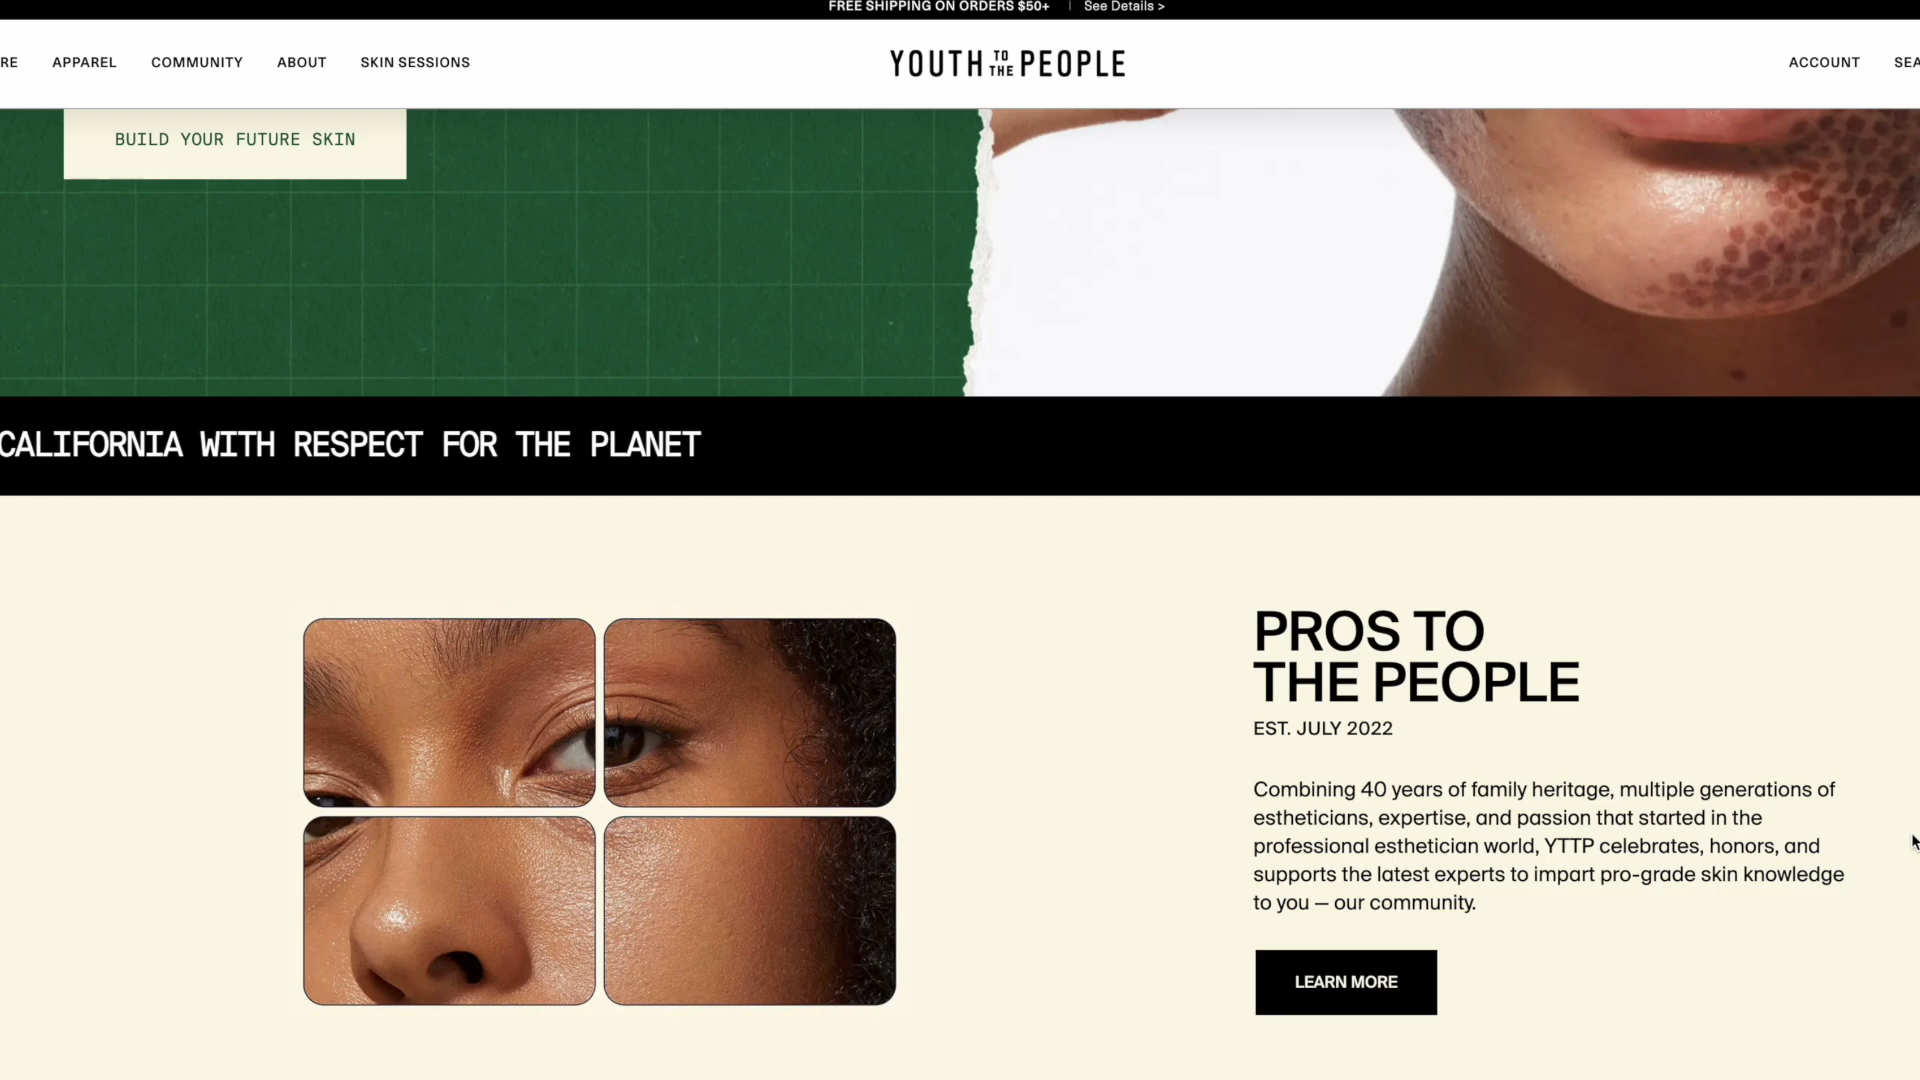 FREE SHIPPING ON ORDERS $50+ | See Details >
RE APPAREL COMMUNITY ABOUT SKIN SESSIONS
YOUTH TO THE PEOPLE
ACCOUNT SEA
BUILD YOUR FUTURE SKIN
CALIFORNIA WITH RESPECT FOR THE PLANET
PROS TO
THE PEOPLE
EST. JULY 2022
Combining 40 years of family heritage, multiple generations of
estheticians, expertise, and passion that started in the
professional esthetician world, YTTP celebrates, honors, and
supports the latest experts to impart pro-grade skin knowledge
to you — our community.
LEARN MORE